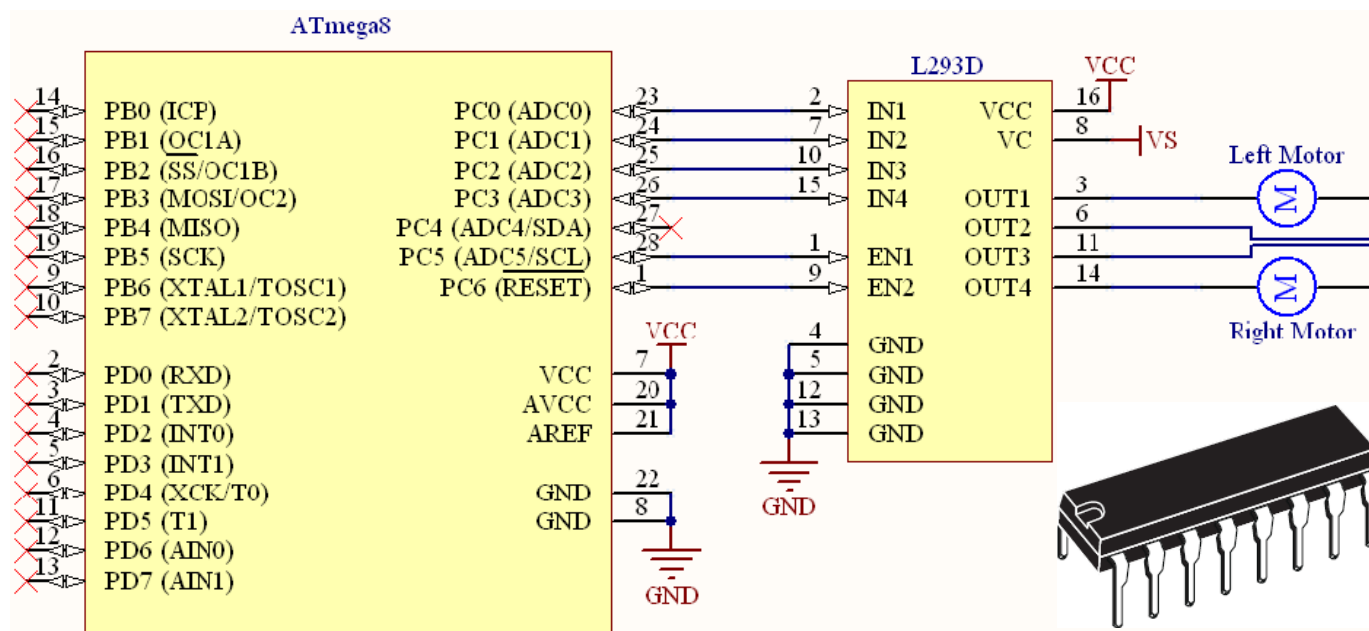 ATmega8
14 PB0 (ICP) PC0 (ADC0) 23
15 PB1 (OC1A) PC1 (ADC1) 24
16 PB2 (SS/OC1B) PC2 (ADC2) 25
17 PB3 (MOSI/OC2) PC3 (ADC3) 26
18 PB4 (MISO) PC4 (ADC4/SDA) 27
19 PB5 (SCK) PC5 (ADC5/SCL) 28
9 PB6 (XTAL1/TOSC1) PC6 (RESET) 1
10 PB7 (XTAL2/TOSC2)
VCC
2 PD0 (RXD) VCC 7
3 PD1 (TXD) AVCC 20
4 PD2 (INT0) AREF 21
5 PD3 (INT1)
6 PD4 (XCK/T0) GND 22
11 PD5 (T1) GND 8
12 PD6 (AIN0)
13 PD7 (AIN1)
GND
L293D
VCC
2 IN1 VCC 16
7 IN2 VC 8 VS
10 IN3
15 IN4 OUT1 3
OUT2 6
1 EN1 OUT3 11
9 EN2 OUT4 14
4 GND
5 GND
12 GND
13 GND
GND
Left Motor
M
M
Right Motor